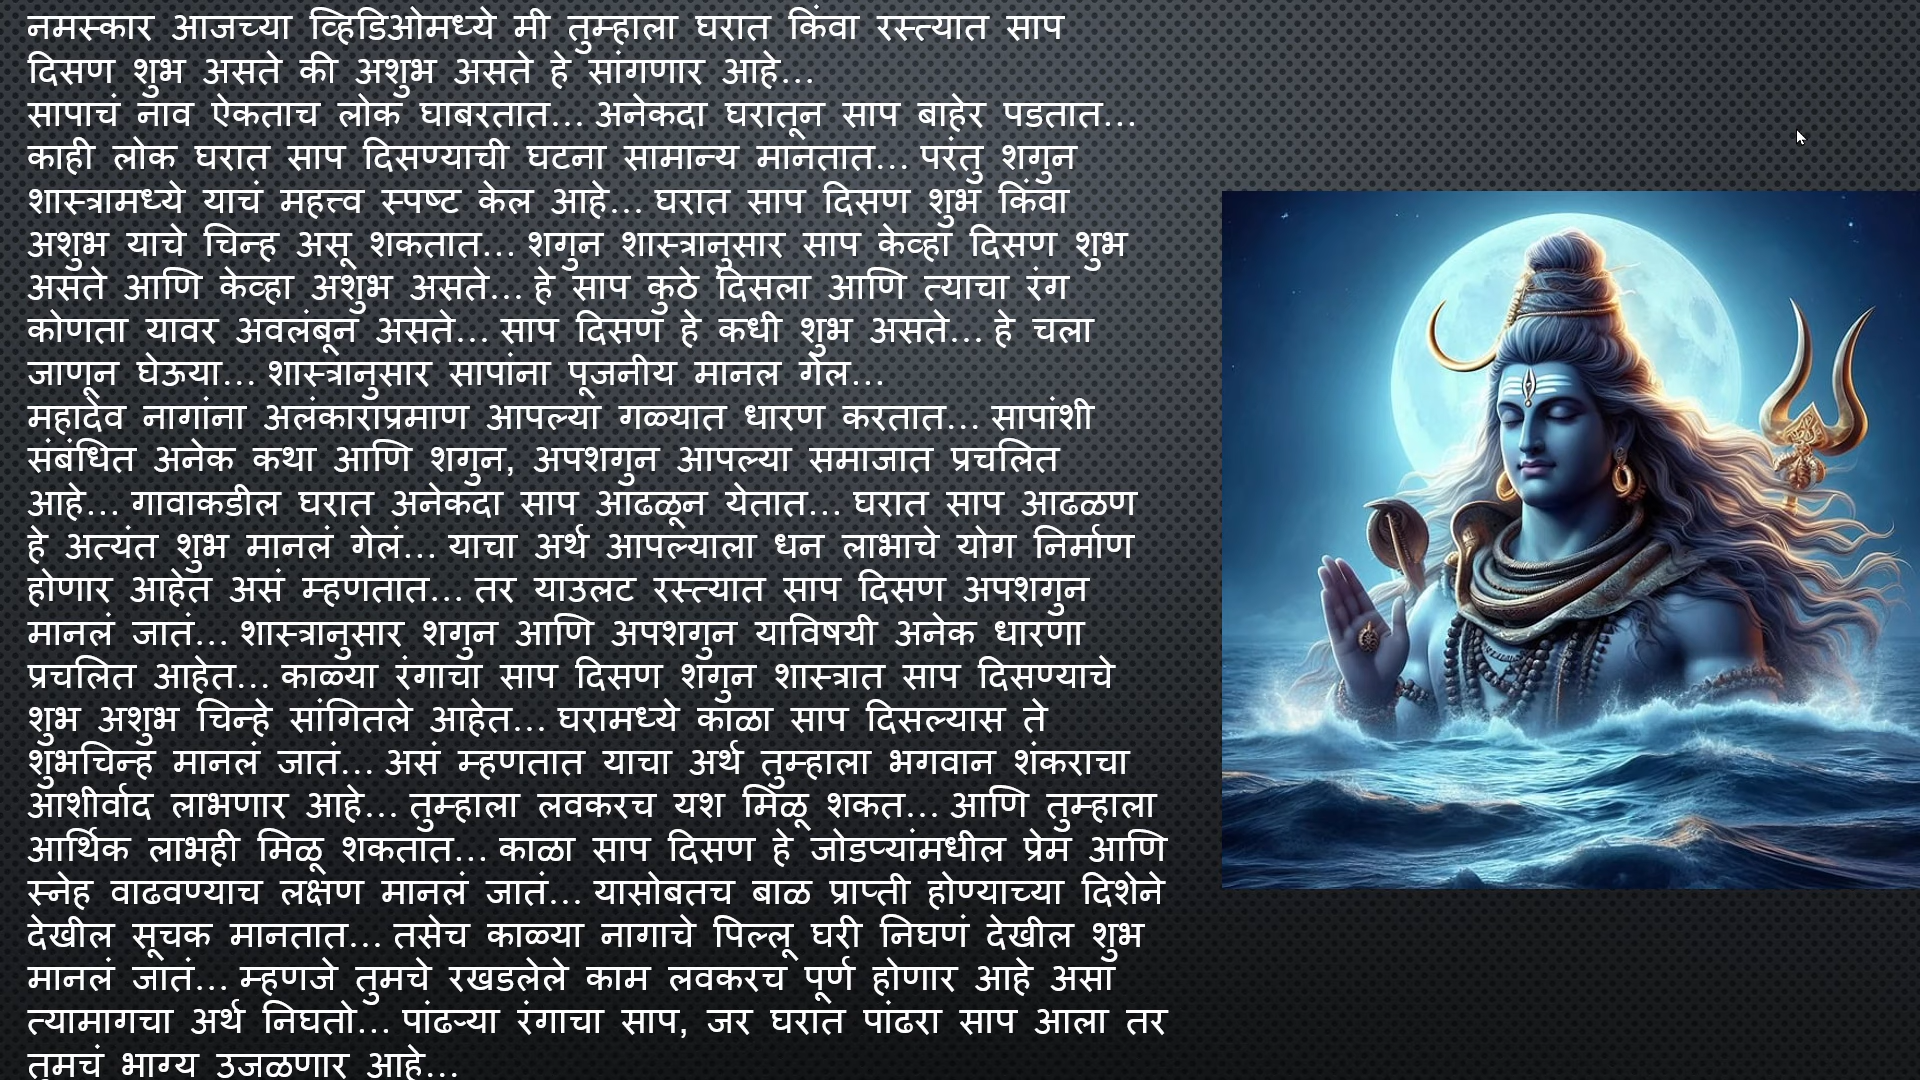 नमस्कार आजच्या व्हिडिओमध्ये मी तुम्हाला घरात किंवा रस्त्यात साप
दिसण शुभ असते की अशुभ असते हे सांगणार आहे...
सापाचं नाव ऐकताच लोक घाबरतात... अनेकदा घरातून साप बाहेर पडतात...
काही लोक घरात साप दिसण्याची घटना सामान्य मानतात... परंतु शगुन
शास्त्रामध्ये याचं महत्त्व स्पष्ट केल आहे... घरात साप दिसण शुभ किंवा
अशुभ याचे चिन्ह असू शकतात... शगुन शास्त्रानुसार साप केव्हा दिसण शुभ
असते आणि केव्हा अशुभ असते... हे साप कुठे दिसला आणि त्याचा रंग
कोणता यावर अवलंबून असते... साप दिसण हे कधी शुभ असते... हे चला
जाणून घेऊया... शास्त्रानुसार सापांना पूजनीय मानल गेल...
महादेव नागांना अलंकाराप्रमाण आपल्या गळ्यात धारण करतात... सापांशी
संबंधित अनेक कथा आणि शगुन, अपशगुन आपल्या समाजात प्रचलित
आहे... गावाकडील घरात अनेकदा साप आढळून येतात... घरात साप आढळण
हे अत्यंत शुभ मानलं गेलं... याचा अर्थ आपल्याला धन लाभाचे योग निर्माण
होणार आहेत असं म्हणतात... तर याउलट रस्त्यात साप दिसण अपशगुन
मानलं जातं... शास्त्रानुसार शगुन आणि अपशगुन याविषयी अनेक धारणा
प्रचलित आहेत... काळ्या रंगाचा साप दिसण शगुन शास्त्रात साप दिसण्याचे
शुभ अशुभ चिन्हे सांगितले आहेत... घरामध्ये काळा साप दिसल्यास ते
शुभचिन्ह मानलं जातं... असं म्हणतात याचा अर्थ तुम्हाला भगवान शंकराचा
आशीर्वाद लाभणार आहे... तुम्हाला लवकरच यश मिळू शकत... आणि तुम्हाला
आर्थिक लाभही मिळू शकतात... काळा साप दिसण हे जोडप्यांमधील प्रेम आणि
स्नेह वाढवण्याच लक्षण मानलं जातं... यासोबतच बाळ प्राप्ती होण्याच्या दिशेने
देखील सूचक मानतात... तसेच काळ्या नागाचे पिल्लू घरी निघणं देखील शुभ
मानलं जातं... म्हणजे तुमचे रखडलेले काम लवकरच पूर्ण होणार आहे असा
त्यामागचा अर्थ निघतो... पांढऱ्या रंगाचा साप, जर घरात पांढरा साप आला तर
तुमचं भाग्य उजळणार आहे...